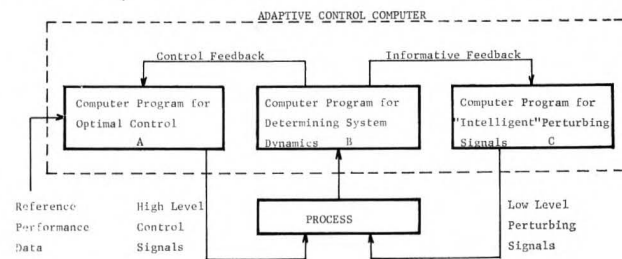 ADAPTIVE CONTROL COMPUTER
Control Feedback
Informative Feedback
Computer Program for
Optimal Control
A
Computer Program for
Determining System
Dynamics B
Computer Program for
"Intelligent"Perturbing
Signals C
Reference
Performance
Data
High Level
Control
Signals
PROCESS
Low Level
Perturbing
Signals